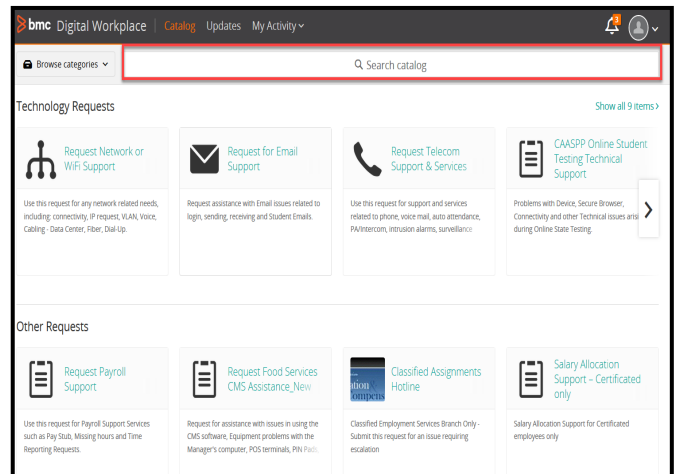 bmc Digital Workplace Catalog Updates My Activity 3
Browse categories Search catalog
Technology Requests Show all 9 items
Request Network or
WiFi Support
Use this request for any network related needs,
including: connectivity, IP request, VLAN, Voice,
Cabling - Data Center, Fiber, Dial-Up.
Request for Email
Support
Request assistance with Email issues related to
login, sending, receiving and Student Emails.
Request Telecom
Support & Services
Use this request for support and services
related to phone, voice mail, auto attendance,
PA/Intercom, intrusion alarms, surveillance
CAASPP Online Student
Testing Technical
Support
Problems with Device, Secure Browser,
Connectivity and other Technical issues
during Online State Testing.
Other Requests
Request Payroll
Support
Use this request for Payroll Support Services
such as Pay Stub, Missing hours and Time
Reporting Requests.
Request Food Services
CMS Assistance_New
Request for assistance with issues in using the
CMS software, Equipment problems with the
Manager's computer, POS terminals, PIN Pads,
Classified Assignments
Hotline
Classified Employment Services Branch Only -
Submit this request for an issue requiring
escalation
Salary Allocation
Support – Certificated
only
Salary Allocation Support for Certificated
employees only